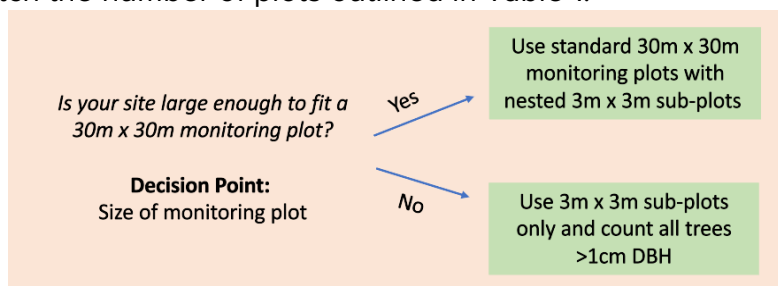 Is your site large enough to fit a
30m x 30m monitoring plot?
Decision Point:
Size of monitoring plot
Yes
Use standard 30m x 30m
monitoring plots with
nested 3m x 3m sub-plots
No
Use 3m x 3m sub-plots
only and count all trees
>1cm DBH